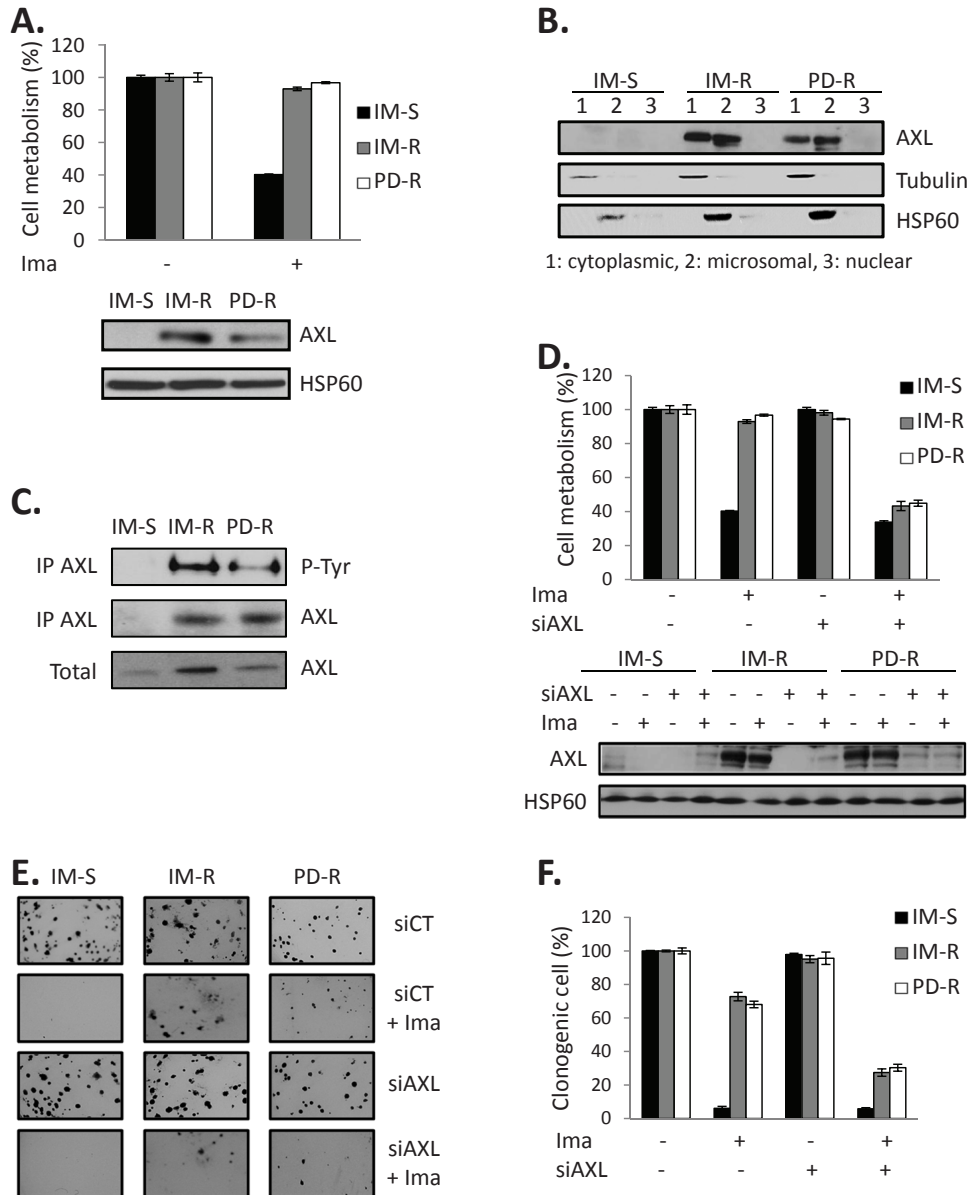 A.
Cell metabolism (%)
120
100
80
60
40
20
0
IM-S
IM-R
PD-R
Ima - +
IM-S IM-R PD-R
AXL
HSP60
B.
IM-S IM-R PD-R
1 2 3 1 2 3 1 2 3
AXL
Tubulin
HSP60
1: cytoplasmic, 2: microsomal, 3: nuclear
C.
IM-S IM-R PD-R
IP AXL P-Tyr
IP AXL AXL
Total AXL
D.
Cell metabolism (%)
120
100
80
60
40
20
0
IM-S
IM-R
PD-R
Ima - + - +
siAXL - - + +
IM-S IM-R PD-R
siAXL - - + + - - + + - - + +
Ima - + - + - + - + - + - +
AXL
HSP60
E.
IM-S IM-R PD-R
siCT
siCT
+ Ima
siAXL
siAXL
+ Ima
F.
Clonogenic cell (%)
120
100
80
60
40
20
0
IM-S
IM-R
PD-R
Ima - + - +
siAXL - - + +